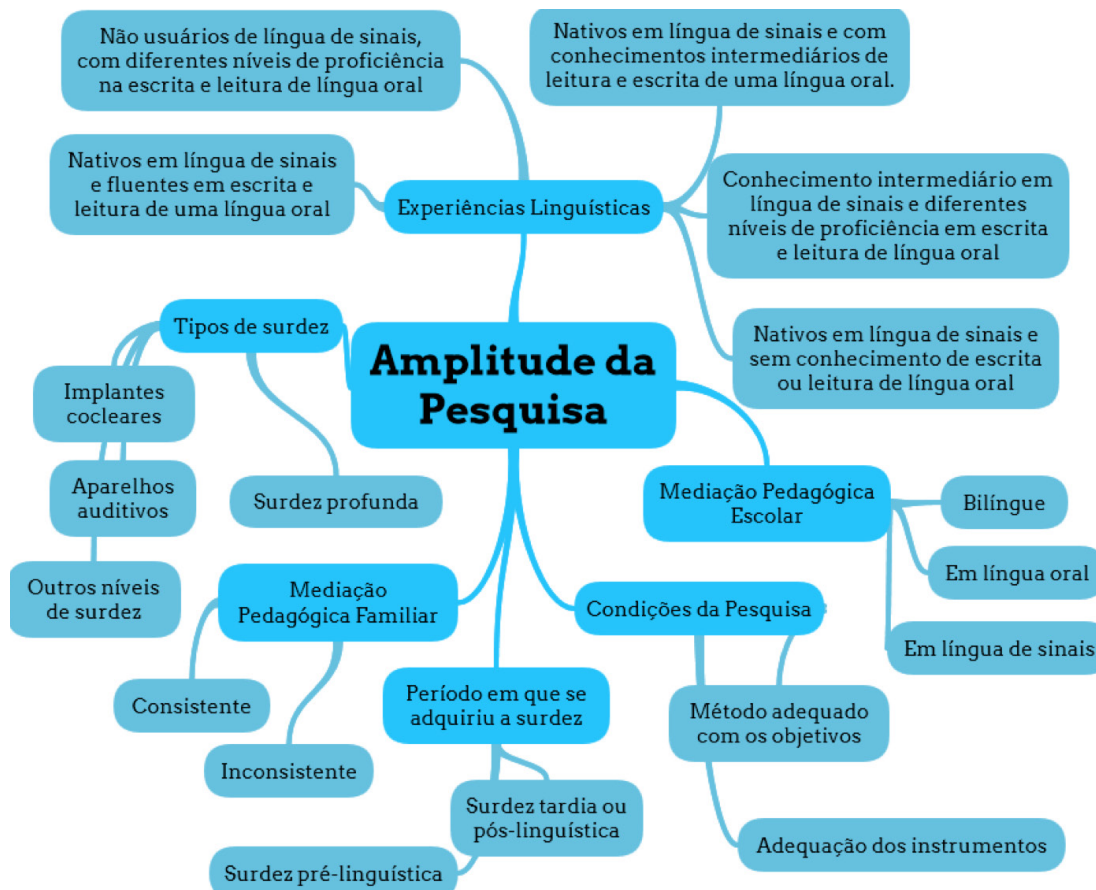 Não usuários de língua de sinais,
com diferentes níveis de proficiência
na escrita e leitura de língua oral
Nativos em língua de sinais e com
conhecimentos intermediários de
leitura e escrita de uma língua oral.
Nativos em língua de sinais
e fluentes em escrita e
leitura de uma língua oral
Experiências Linguísticas
Conhecimento intermediário em
língua de sinais e diferentes
níveis de proficiência em escrita
e leitura de língua oral
Nativos em língua de sinais e
sem conhecimento de escrita
ou leitura de língua oral
Tipos de surdez
Amplitude da
Pesquisa
Implantes
cocleares
Aparelhos
auditivos
Surdez profunda
Outros níveis
de surdez
Mediação Pedagógica
Escolar
Bilíngue
Em língua oral
Em língua de sinais
Mediação
Pedagógica Familiar
Consistente
Inconsistente
Condições da Pesquisa
Método adequado
com os objetivos
Adequação dos instrumentos
Período em que se
adquiriu a surdez
Surdez tardia ou
pós-linguística
Surdez pré-linguística